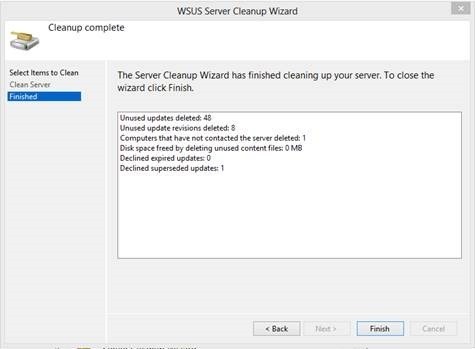 WSUS Server Cleanup Wizard
Cleanup complete
Select Items to Clean
Clean Server
Finished
The Server Cleanup Wizard has finished cleaning up your server. To close the
wizard click Finish.
Unused updates deleted: 48
Unused update revisions deleted: 8
Computers that have not contacted the server deleted: 1
Disk space freed by deleting unused content files: 0 MB
Declined expired updates: 0
Declined superseded updates: 1
< Back
Next >
Finish
Cancel